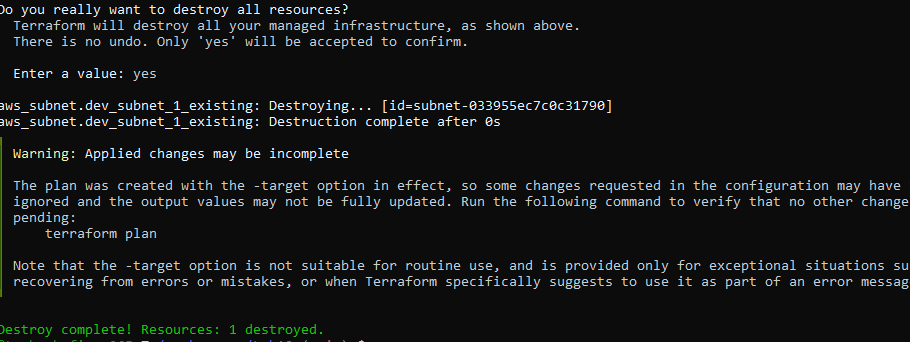 Do you really want to destroy all resources?
Terraform will destroy all your managed infrastructure, as shown above.
There is no undo. Only 'yes' will be accepted to confirm.
Enter a value: yes
aws_subnet.dev_subnet_1_existing: Destroying... [id=subnet-033955ec7c0c31790]
aws_subnet.dev_subnet_1_existing: Destruction complete after 0s
Warning: Applied changes may be incomplete
The plan was created with the -target option in effect, so some changes requested in the configuration may have
ignored and the output values may not be fully updated. Run the following command to verify that no other change
pending:
terraform plan
Note that the -target option is not suitable for routine use, and is provided only for exceptional situations su
recovering from errors or mistakes, or when Terraform specifically suggests to use it as part of an error messag
Destroy complete! Resources: 1 destroyed.